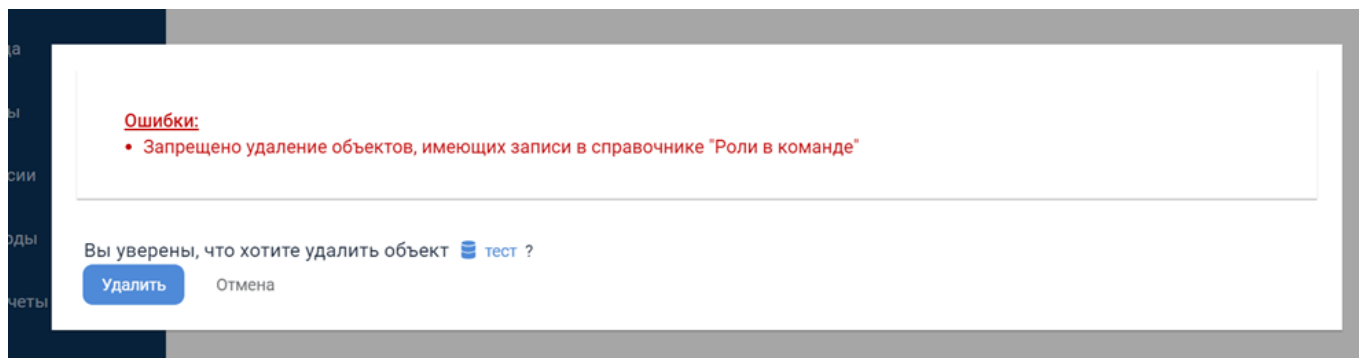 Ошибки:
• Запрещено удаление объектов, имеющих записи в справочнике "Роли в команде"
Вы уверены, что хотите удалить объект тест ?
Удалить Отмена